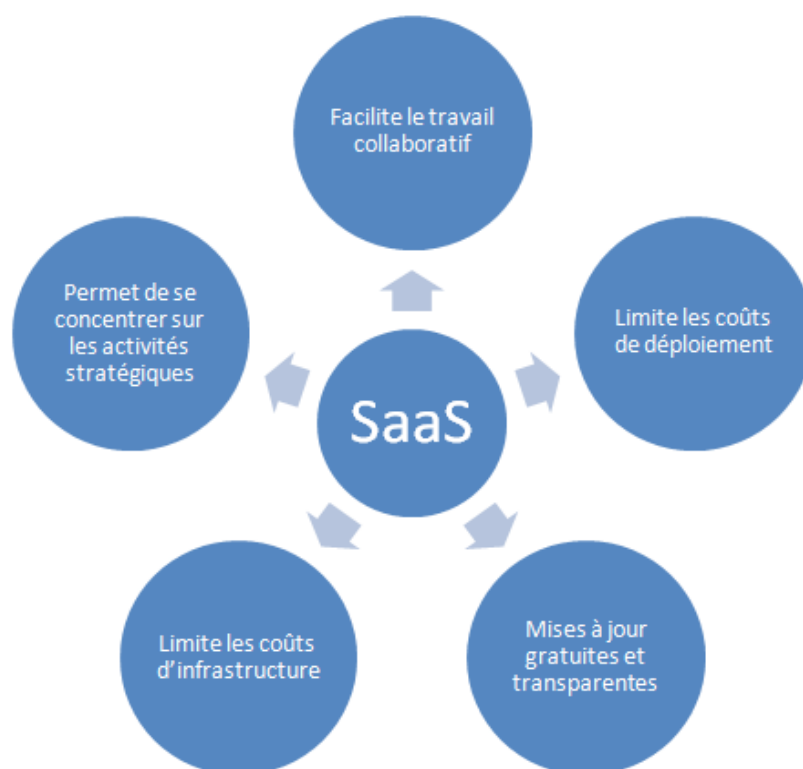 Facilite le travail
collaboratif
Permet de se
concentrer sur
les activités
stratégiques
Limite les coûts
de déploiement
SaaS
Limite les coûts
d'infrastructure
Mises à jour
gratuites et
transparentes